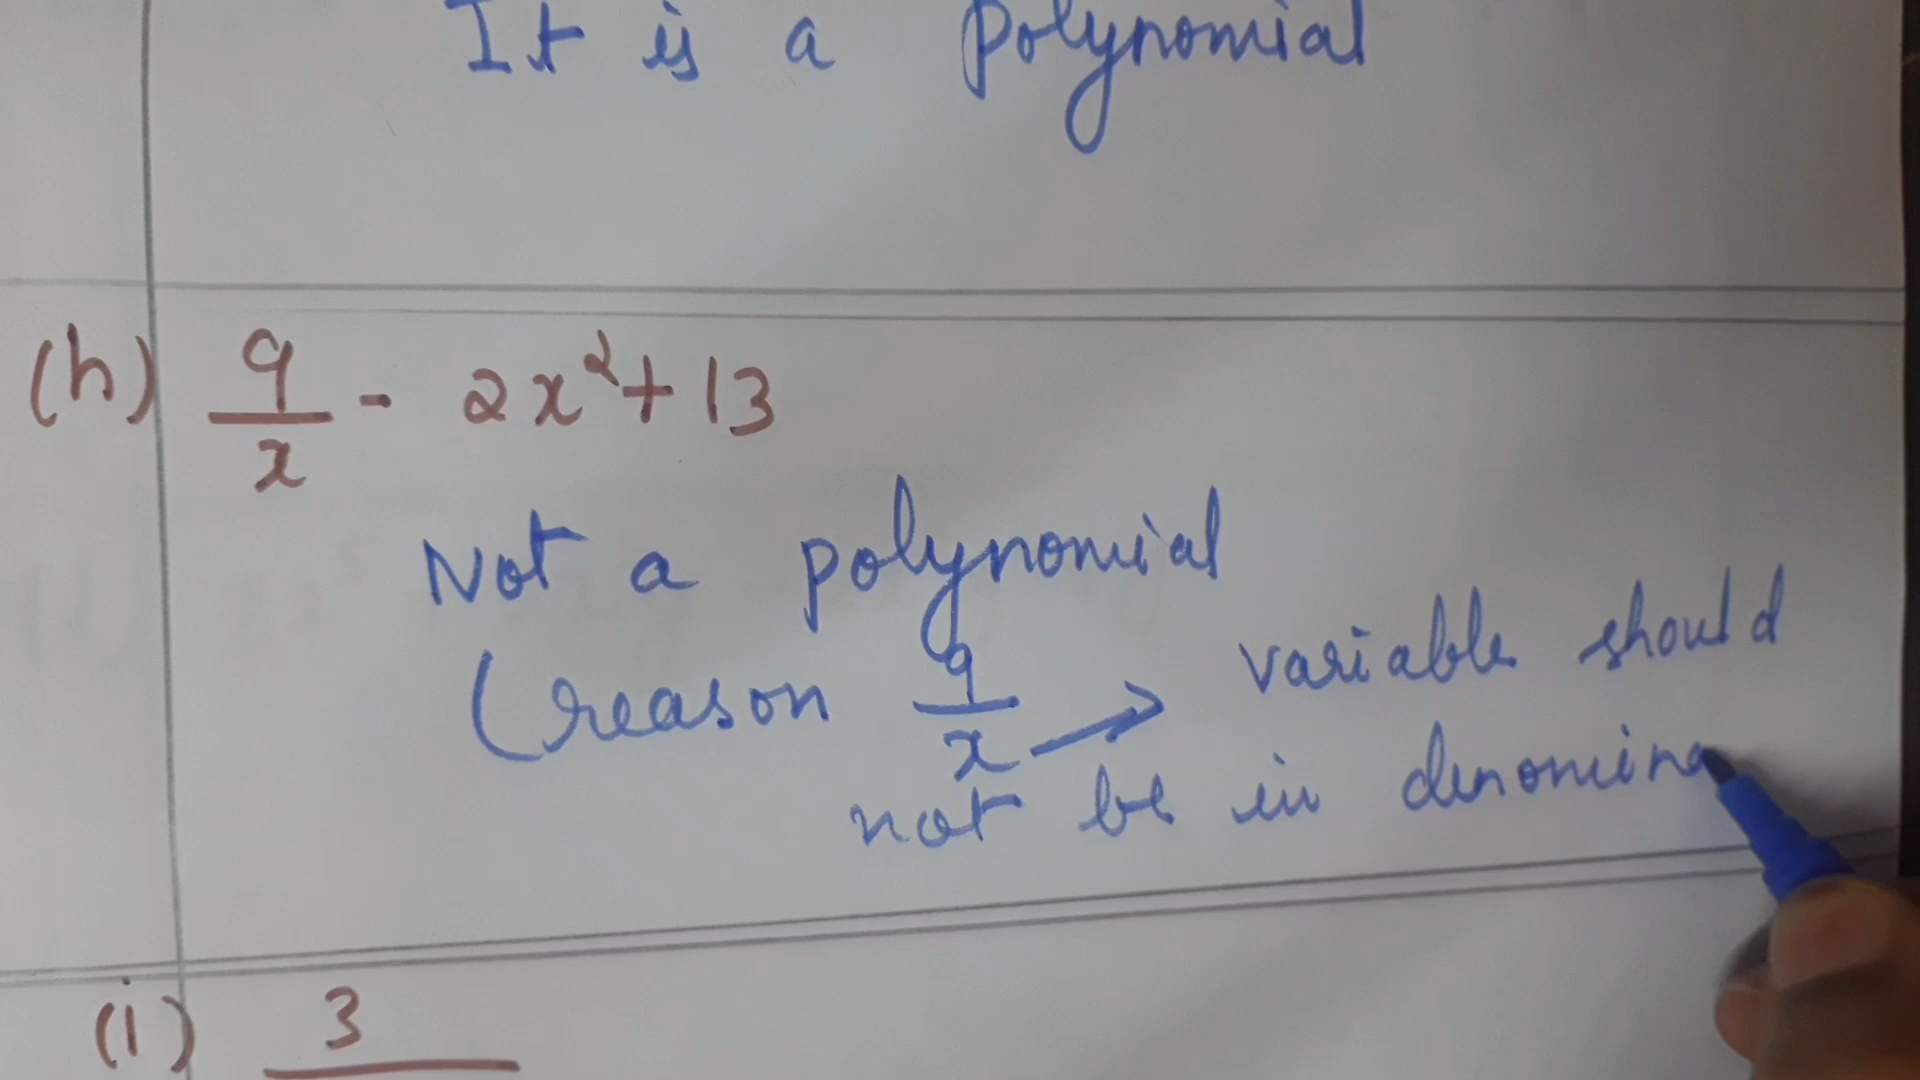 It is a polynomial
(h) 9/x - 2x² + 13
Not a polynomial
(reason 9/x → variable should
not be in denomina
(i) 3